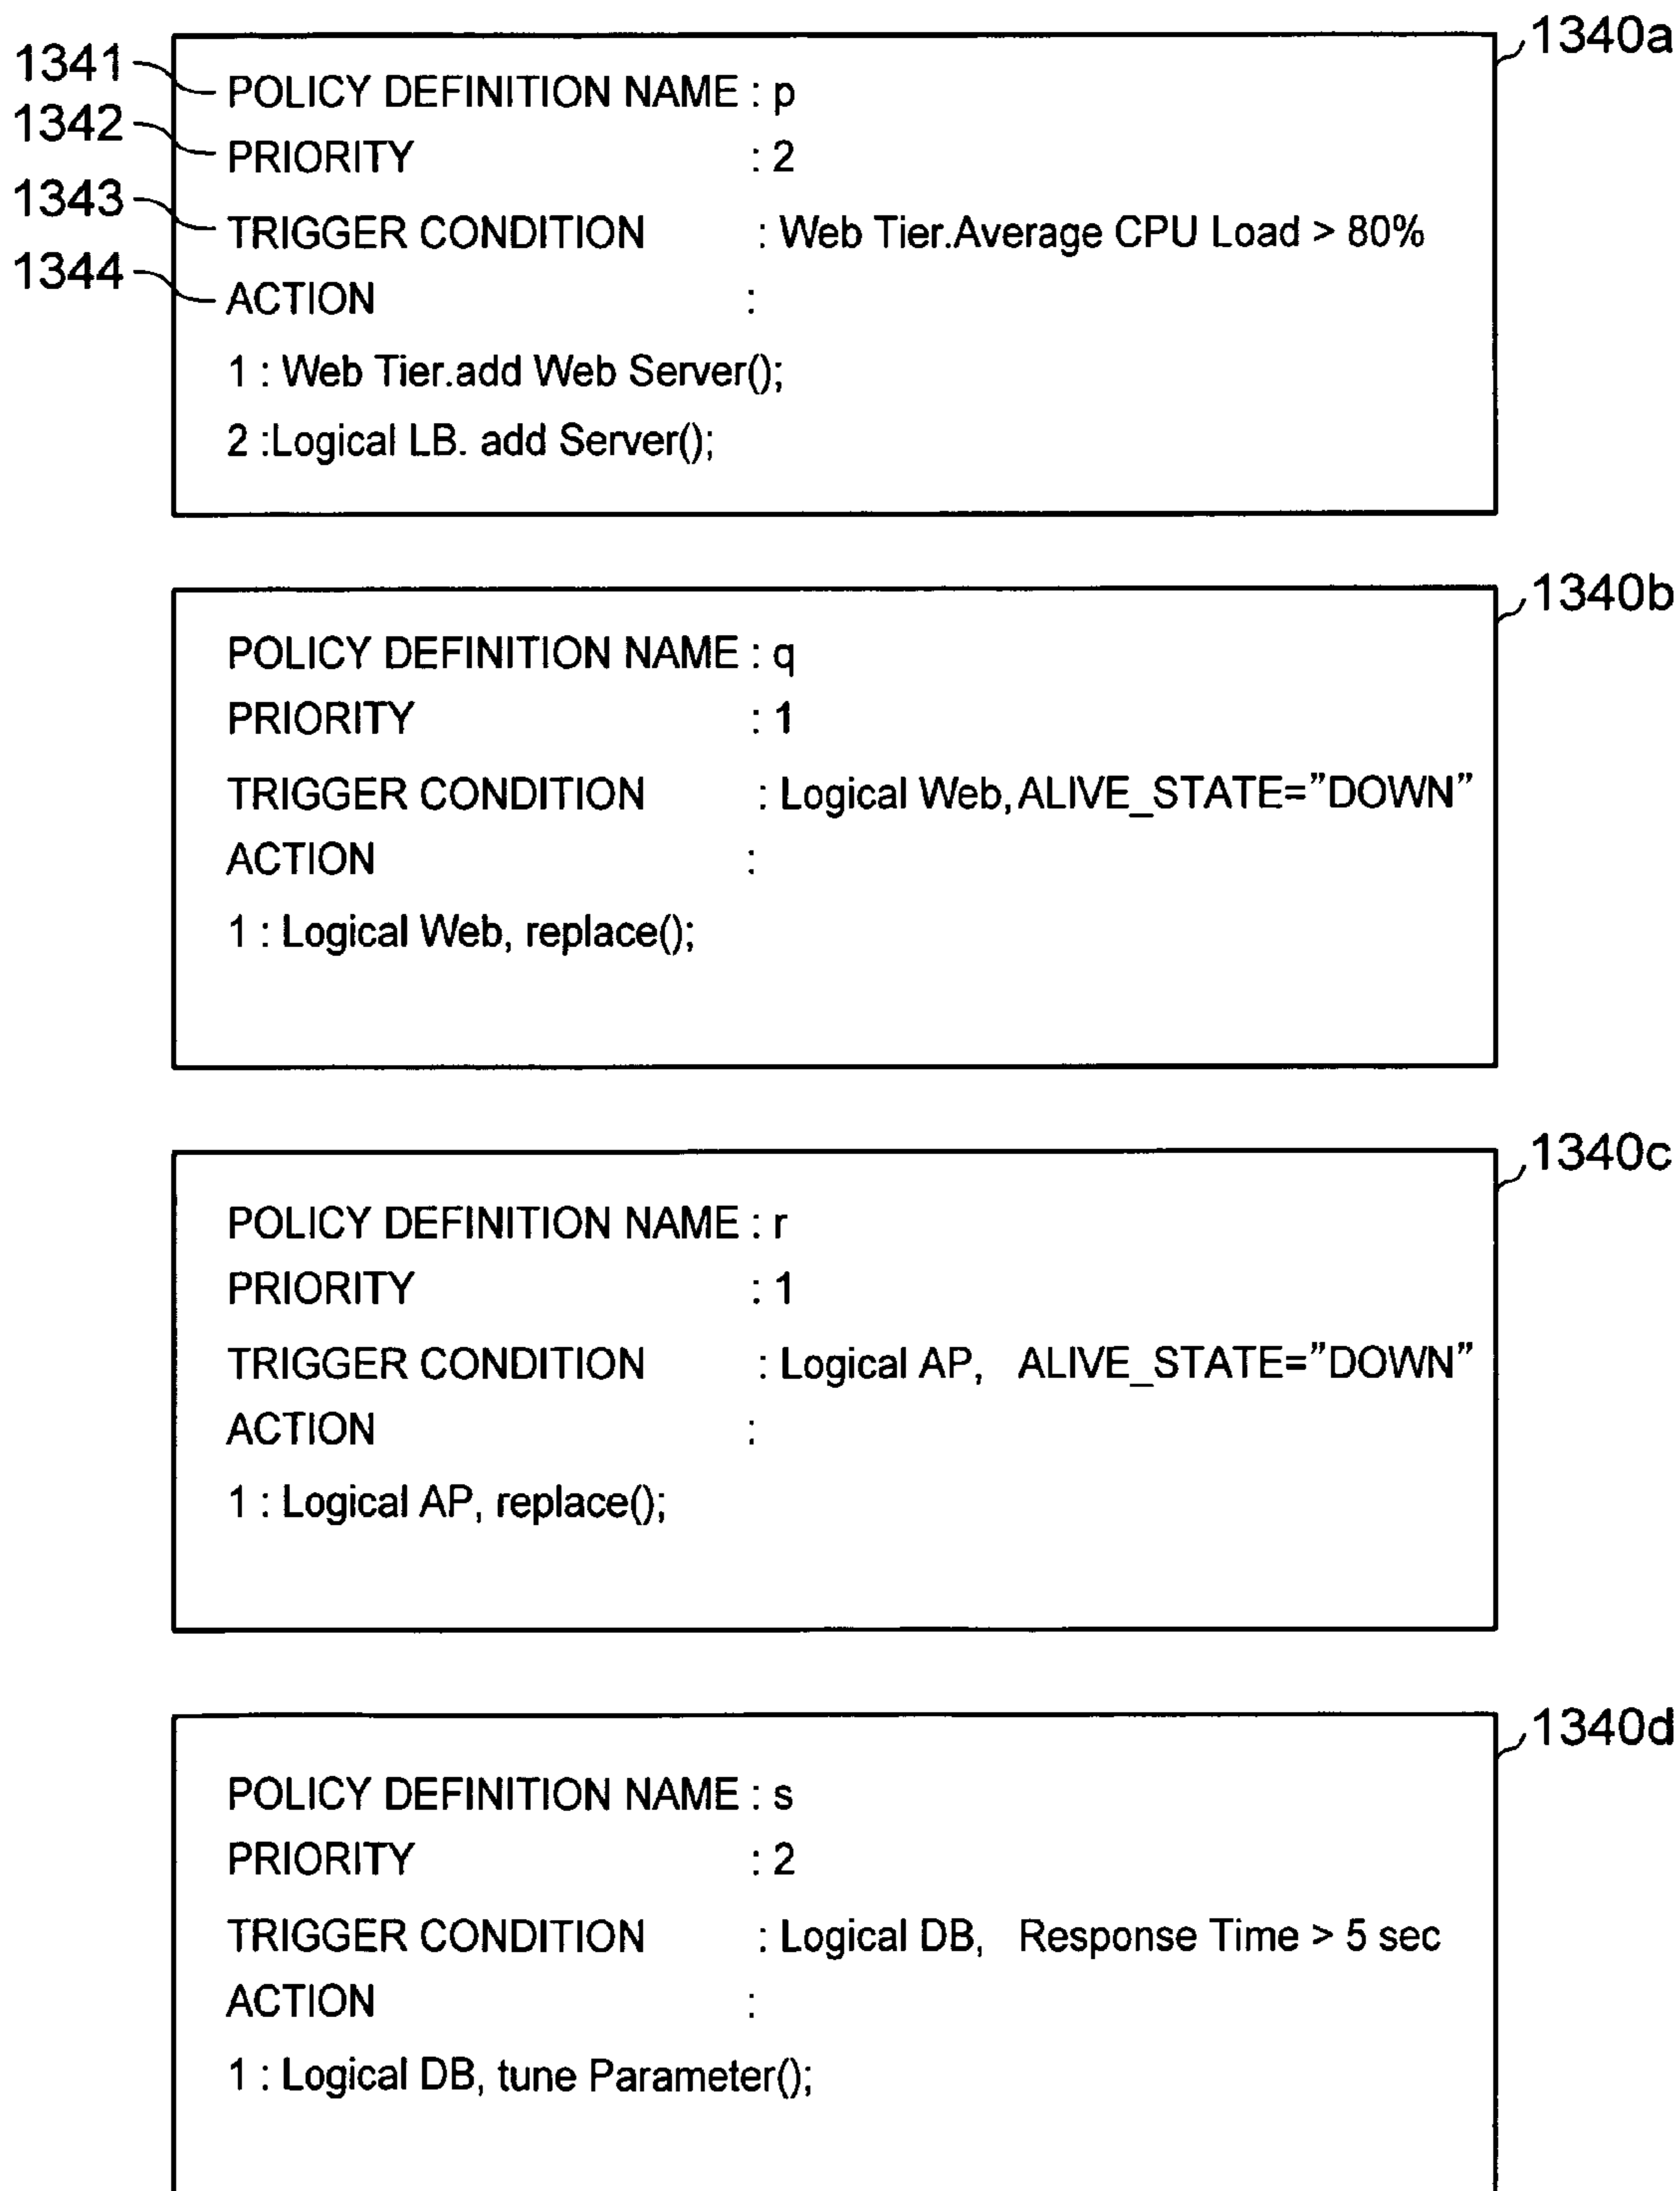 1340a
1341
POLICY DEFINITION NAME : p
1342
PRIORITY : 2
1343
TRIGGER CONDITION : Web Tier.Average CPU Load > 80%
1344
ACTION :
1 : Web Tier.add Web Server();
2 :Logical LB. add Server();
1340b
POLICY DEFINITION NAME : q
PRIORITY : 1
TRIGGER CONDITION : Logical Web, ALIVE_STATE=”DOWN”
ACTION :
1 : Logical Web, replace();
1340c
POLICY DEFINITION NAME : r
PRIORITY : 1
TRIGGER CONDITION : Logical AP, ALIVE_STATE=”DOWN”
ACTION :
1 : Logical AP, replace();
1340d
POLICY DEFINITION NAME : s
PRIORITY : 2
TRIGGER CONDITION : Logical DB, Response Time > 5 sec
ACTION :
1 : Logical DB, tune Parameter();